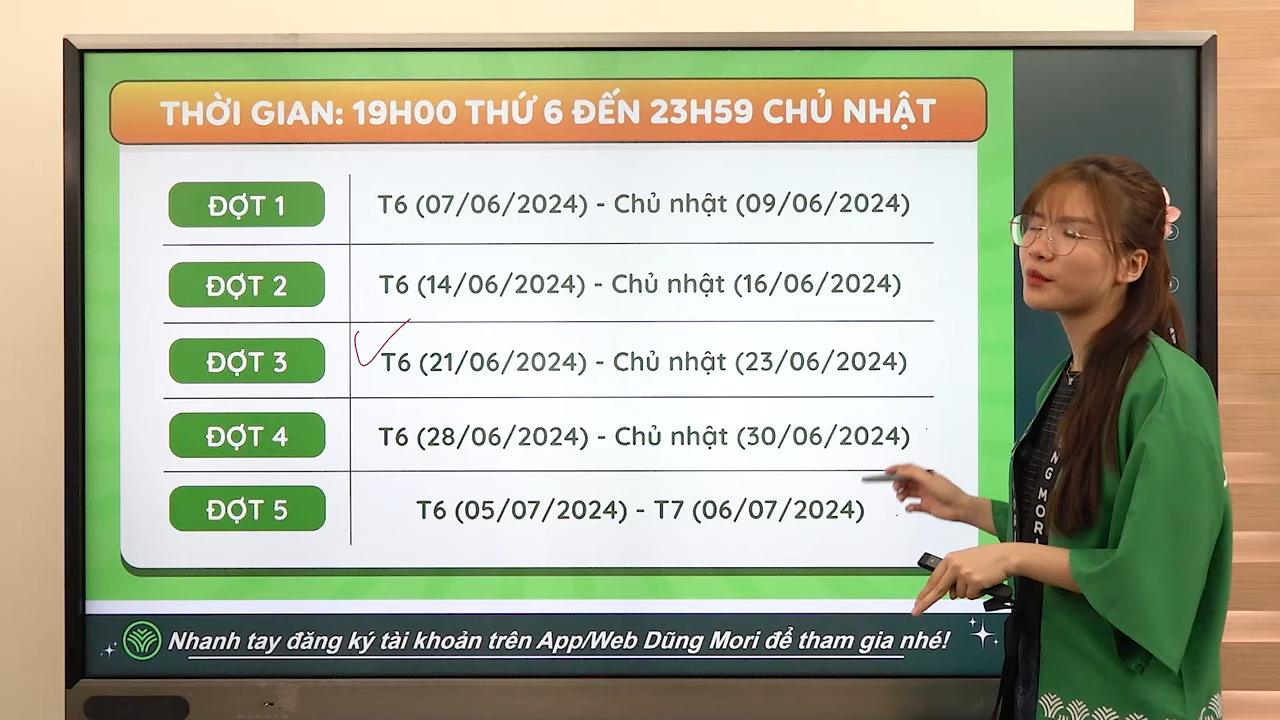 THỜI GIAN: 19H00 THỨ 6 ĐẾN 23H59 CHỦ NHẬT
ĐỢT 1 T6 (07/06/2024) - Chủ nhật (09/06/2024)
ĐỢT 2 T6 (14/06/2024) - Chủ nhật (16/06/2024)
ĐỢT 3 T6 (21/06/2024) - Chủ nhật (23/06/2024)
ĐỢT 4 T6 (28/06/2024) - Chủ nhật (30/06/2024)
ĐỢT 5 T6 (05/07/2024) - T7 (06/07/2024)
Nhanh tay đăng ký tài khoản trên App/Web Dũng Mori để tham gia nhé!
NG MORI